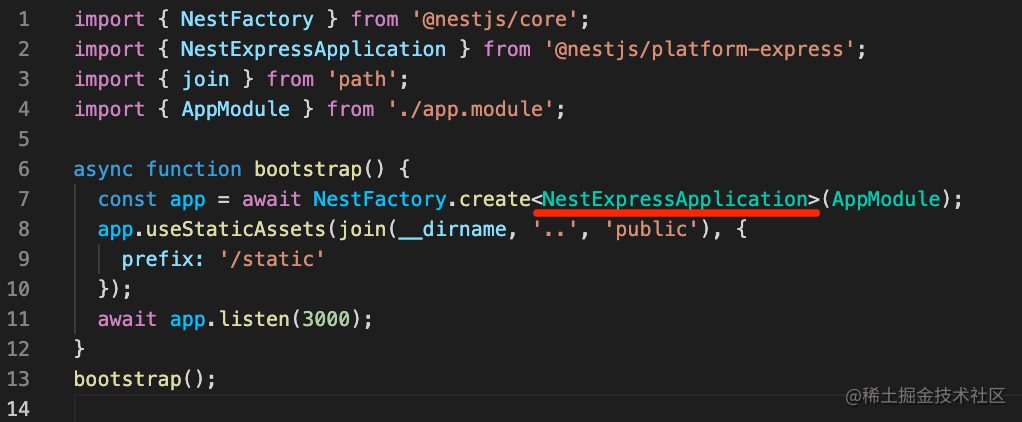 1 import { NestFactory } from '@nestjs/core';
2 import { NestExpressApplication } from '@nestjs/platform-express';
3 import { join } from 'path';
4 import { AppModule } from './app.module';
5
6 async function bootstrap() {
7   const app = await NestFactory.create<NestExpressApplication>(AppModule);
8   app.useStaticAssets(join(__dirname, '..', 'public'), {
9     prefix: '/static'
10   });
11   await app.listen(3000);
12 }
13 bootstrap();
14
@稀土掘金技术社区